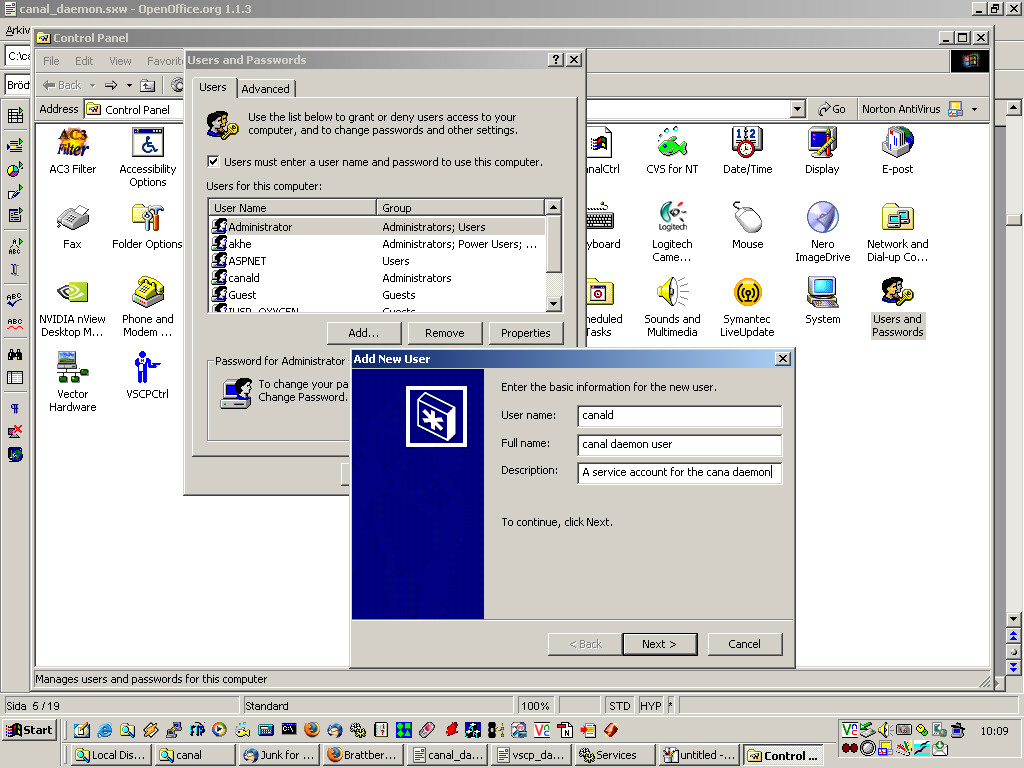 canal_daemon.sxw - OpenOffice.org 1.1.3
Arkiv
Control Panel
File Edit View Favorit
C:\ca
Back
Bröd
Address Control Panel
Go Norton AntiVirus
Users and Passwords
Users Advanced
Use the list below to grant or deny users access to your
computer, and to change passwords and other settings.
Users must enter a user name and password to use this computer.
Users for this computer:
User Name Group
Administrator Administrators; Users
akhe Administrators; Power Users; ...
ASPNET Users
canald Administrators
Guest Guests
IUSR_OXYGEN Guests
Add... Remove Properties
Password for Administrator
To change your pa
Change Password.
AC3 Filter
Accessibility
Options
nalCtrl
CVS for NT
Date/Time
Display
E-post
Fax
Folder Options
yboard
Logitech
Came...
Mouse
Nero
ImageDrive
Network and
Dial-up Co...
NVIDIA nView
Desktop M...
Phone and
Modem ...
heduled
Tasks
Sounds and
Multimedia
Symantec
LiveUpdate
System
Users and
Passwords
Vector
Hardware
VSCPCtrl
Add New User
Enter the basic information for the new user.
User name: canald
Full name: canal daemon user
Description: A service account for the cana daemon
To continue, click Next.
< Back Next > Cancel
Manages users and passwords for this computer
Sida 5 / 19 Standard 100% STD HYP *
Start
10:09
Local Dis... canal Junk for ... Brattber... canal_da... vscp_da... Services untitled -... Control ...